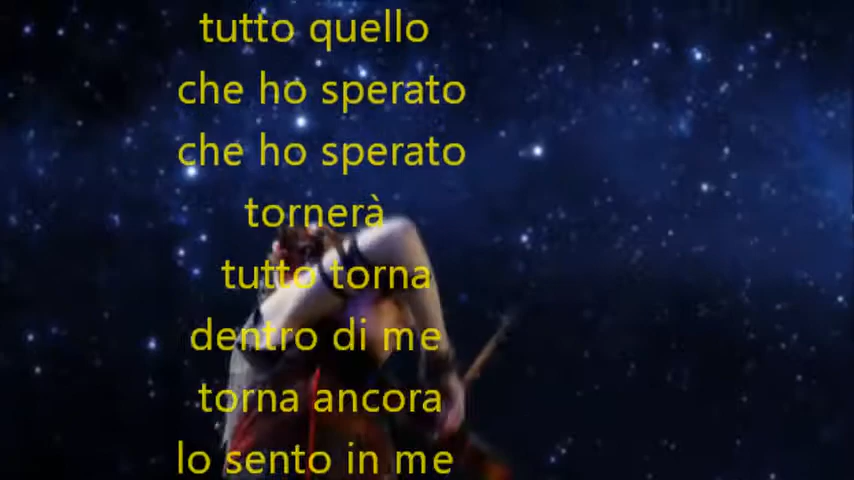 tutto quello
che ho sperato
che ho sperato
tornerà
tutto torna
dentro di me
torna ancora
lo sento in me